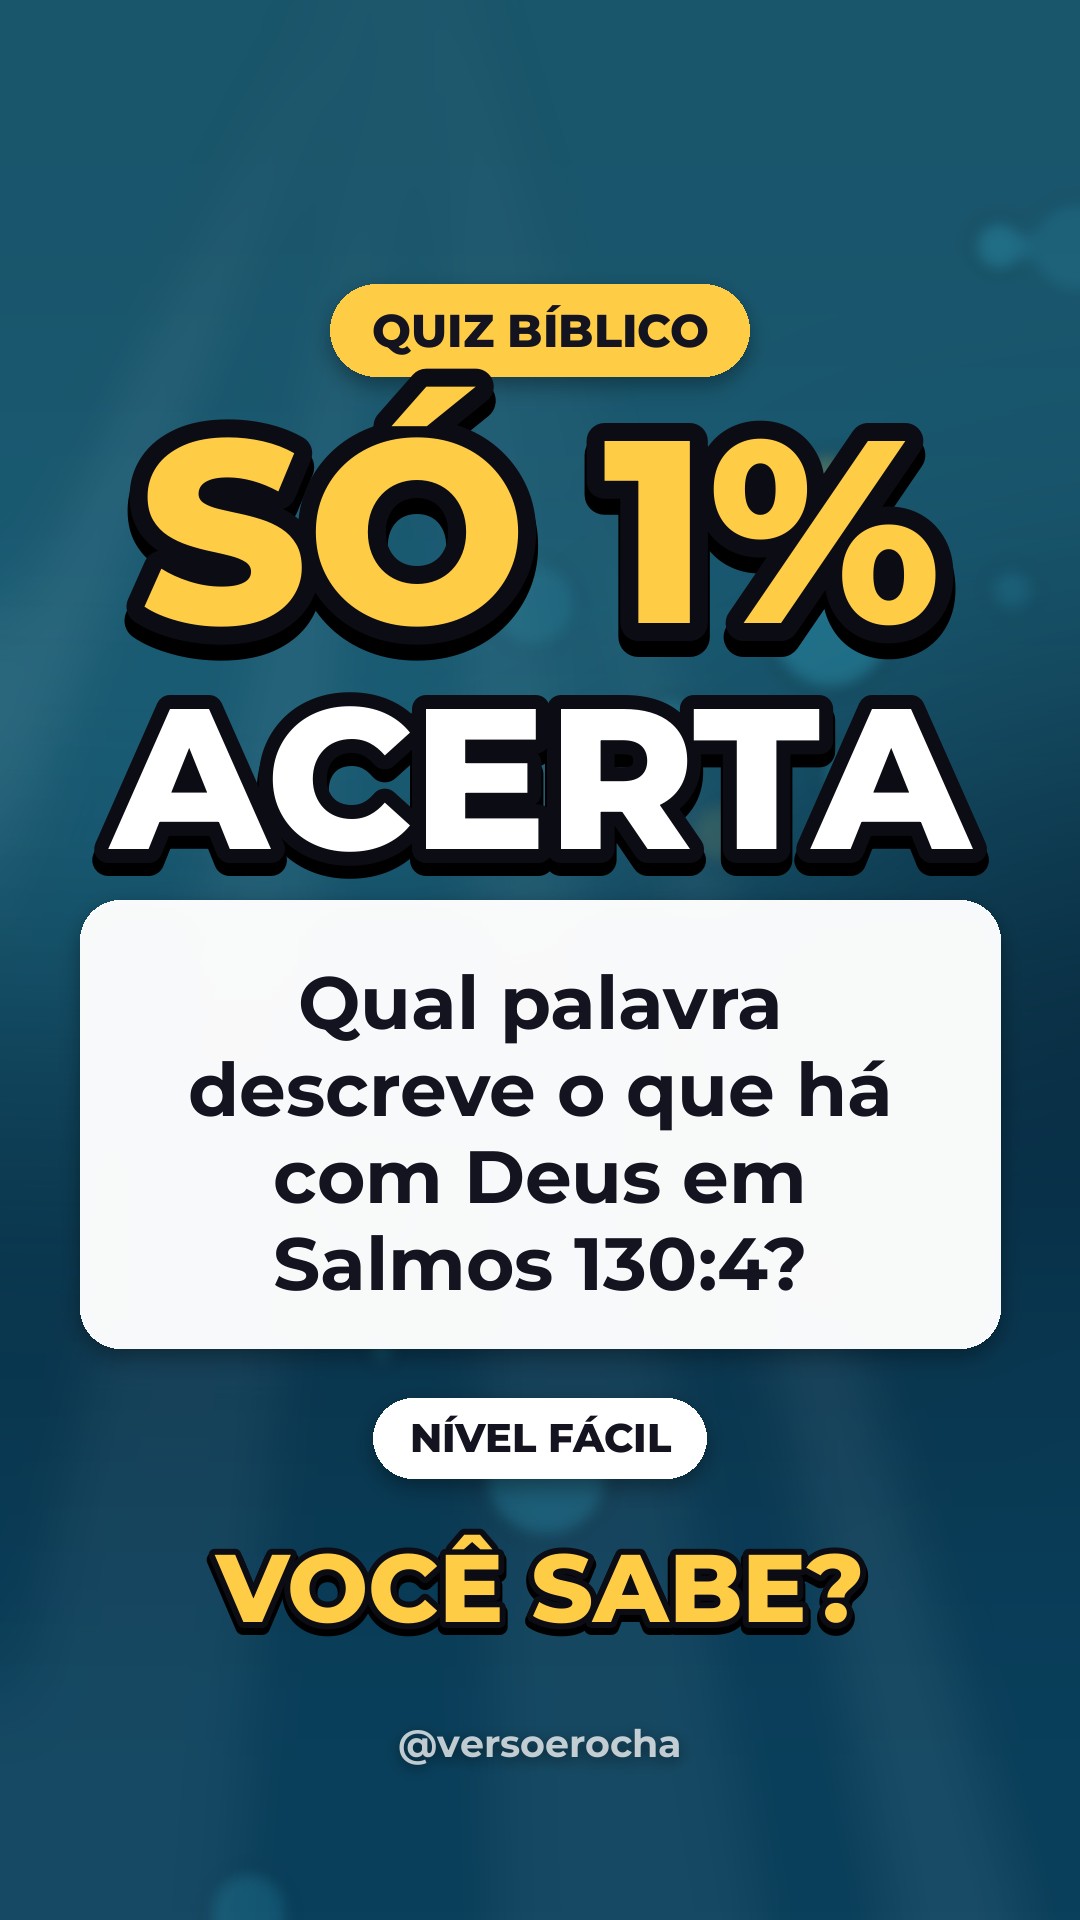 QUIZ BÍBLICO
SÓ 1%
ACERTA
Qual palavra
descreve o que há
com Deus em
Salmos 130:4?
NÍVEL FÁCIL
VOCÊ SABE?
@versoerocha